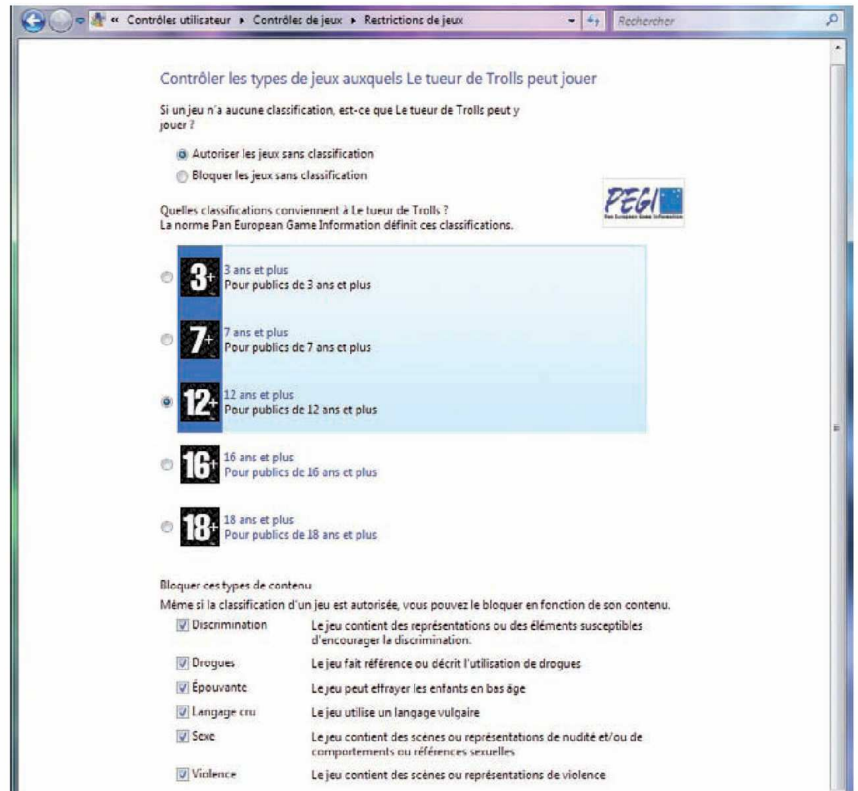 « Contrôles utilisateur ▸ Contrôles de jeux ▸ Restrictions de jeux
Rechercher
Contrôler les types de jeux auxquels Le tueur de Trolls peut jouer
Si un jeu n'a aucune classification, est-ce que Le tueur de Trolls peut y
jouer ?
Autoriser les jeux sans classification
Bloquer les jeux sans classification
PEGI
Pan European Game Information
Quelles classifications conviennent à Le tueur de Trolls ?
La norme Pan European Game Information définit ces classifications.
3+
3 ans et plus
Pour publics de 3 ans et plus
7+
7 ans et plus
Pour publics de 7 ans et plus
12+
12 ans et plus
Pour publics de 12 ans et plus
16+
16 ans et plus
Pour publics de 16 ans et plus
18+
18 ans et plus
Pour publics de 18 ans et plus
Bloquer ces types de contenu
Même si la classification d'un jeu est autorisée, vous pouvez le bloquer en fonction de son contenu.
Discrimination Le jeu contient des représentations ou des éléments susceptibles
d'encourager la discrimination.
Drogues Le jeu fait référence ou décrit l'utilisation de drogues
Épouvante Le jeu peut effrayer les enfants en bas âge
Langage cru Le jeu utilise un langage vulgaire
Sexe Le jeu contient des scènes ou représentations de nudité et/ou de
comportements ou références sexuelles
Violence Le jeu contient des scènes ou représentations de violence